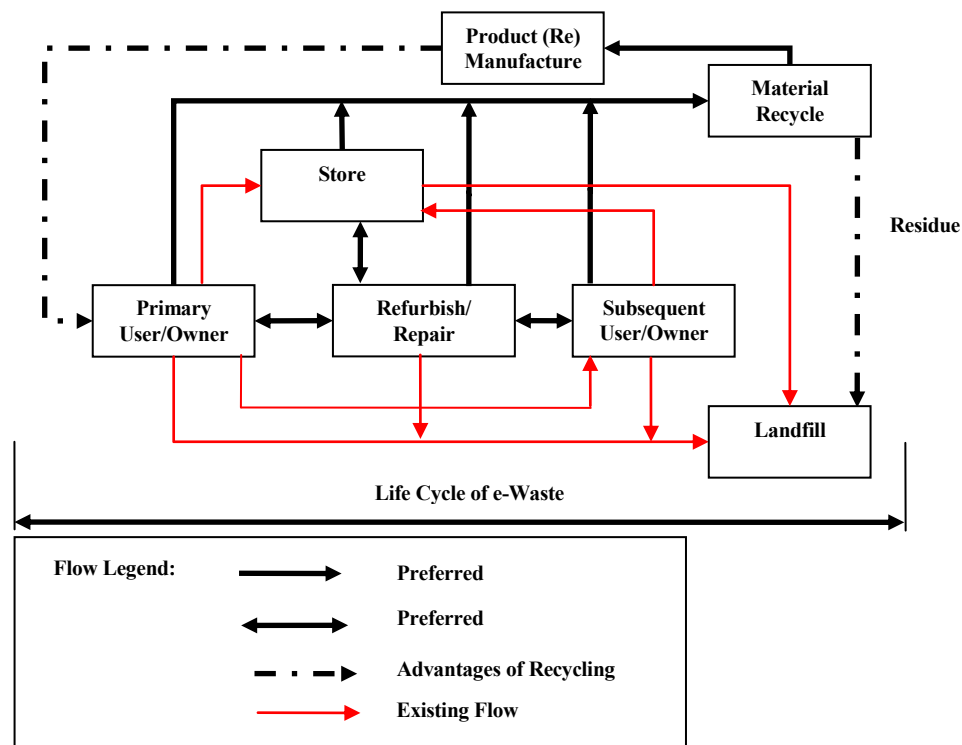 Product (Re)
Manufacture
Material
Recycle
Store
Residue
Primary
User/Owner
Refurbish/
Repair
Subsequent
User/Owner
Landfill
Life Cycle of e-Waste
Flow Legend:
Preferred
Preferred
Advantages of Recycling
Existing Flow